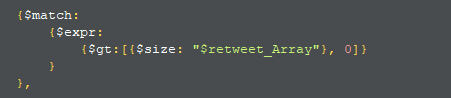 {$match:
{$expr:
{$gt:[{$size: "$retweet_Array"}, 0]}
}
},